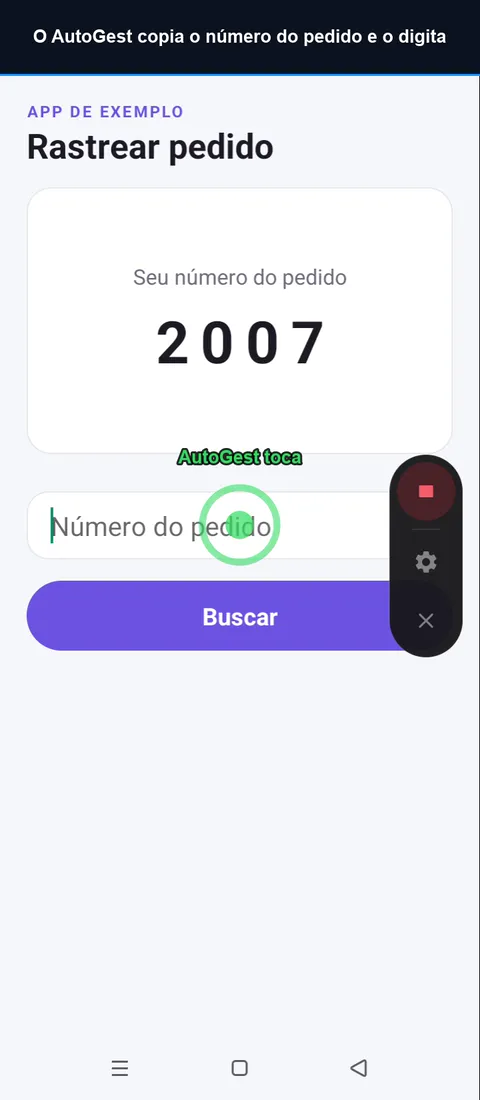 O AutoGest copia o número do pedido e o digita
APP DE EXEMPLO
Rastrear pedido
Seu número do pedido
2007
AutoGest toca
Número do pedido
Buscar